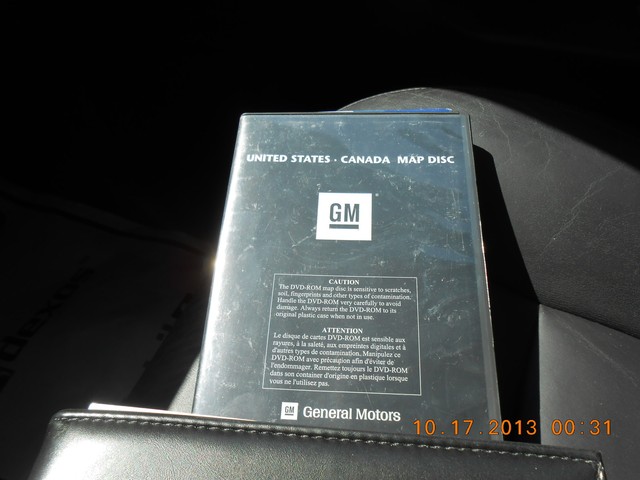 UNITED STATES · CANADA MAP DISC
GM
CAUTION
The DVD-ROM map disc is sensitive to scratches,
soil, fingerprints and other types of contamination.
Handle the DVD-ROM very carefully to avoid
damage. Always return the DVD-ROM to its
original plastic case when not in use.
ATTENTION
Le disque de cartes DVD-ROM est sensible aux
rayures, à la saleté, aux empreintes digitales et à
d'autres types de contamination. Manipulez ce
DVD-ROM avec précaution afin d'éviter de
l'endommager. Remettez toujours le DVD-ROM
dans son container d'origine en plastique lorsque
vous ne l'utilisez pas.
GM General Motors
10.17.2013 00:31